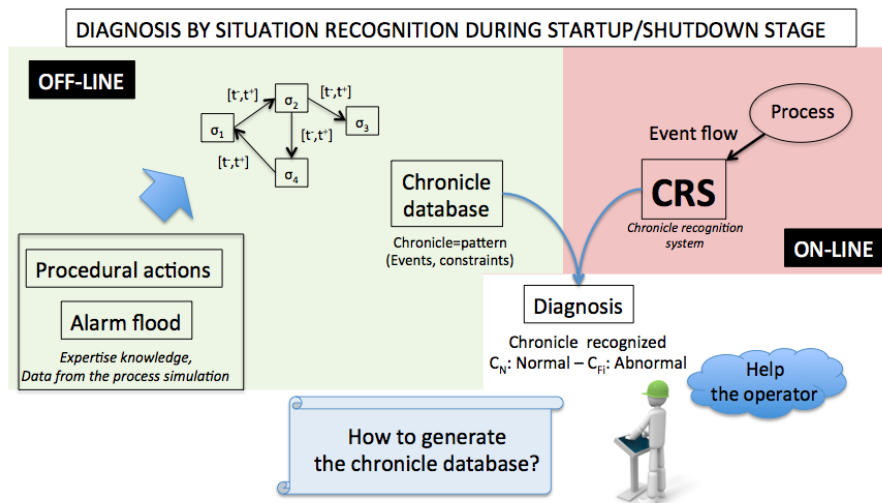 DIAGNOSIS BY SITUATION RECOGNITION DURING STARTUP/SHUTDOWN STAGE
OFF-LINE
[t⁻,t⁺]
[t⁻,t⁺]
σ₂
σ₁
σ₃
[t⁻,t⁺]
[t⁻,t⁺]
σ₄
Procedural actions
Alarm flood
Expertise knowledge,
Data from the process simulation
Chronicle
database
Chronicle=pattern
(Events, constraints)
Process
Event flow
CRS
Chronicle recognition
system
ON-LINE
Diagnosis
Chronicle recognized
C_N: Normal – C_Fi: Abnormal
Help
the operator
How to generate
the chronicle database?